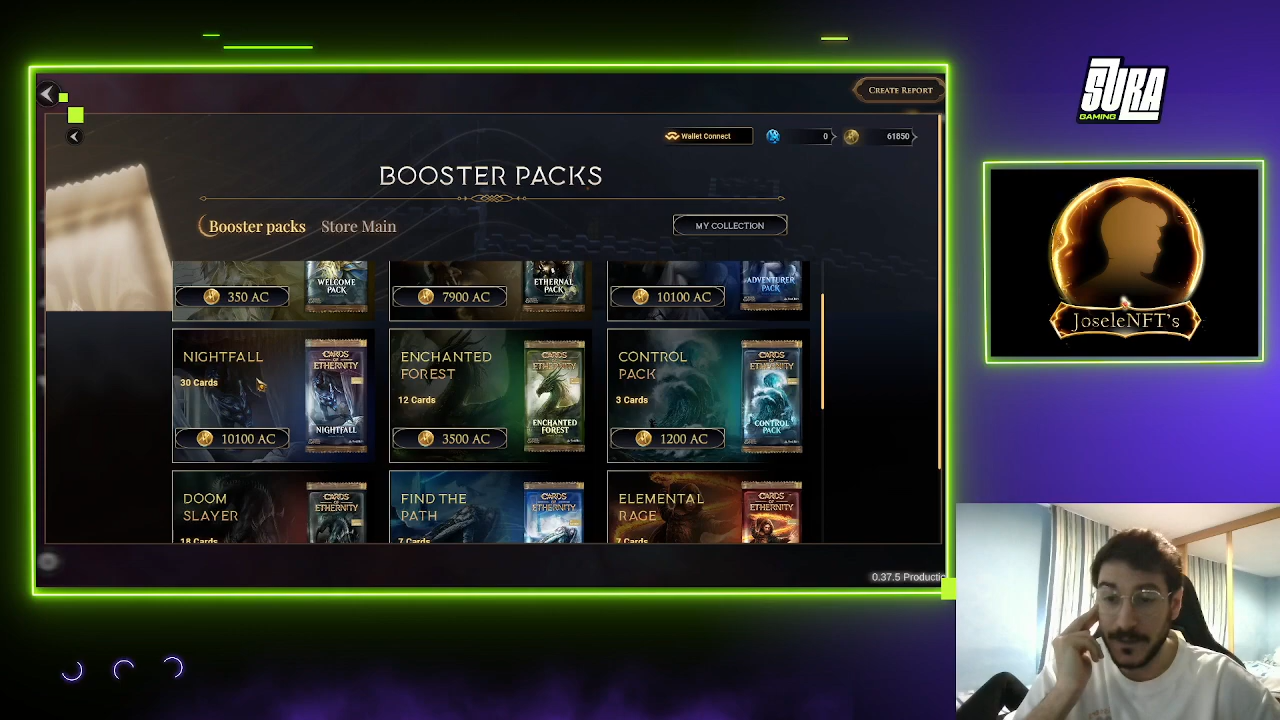 SURA
GAMING
CREATE REPORT
Wallet Connect
0
61850
BOOSTER PACKS
Booster packs
Store Main
MY COLLECTION
350 AC
WELCOME
PACK
7900 AC
ETHERNAL
PACK
10100 AC
ADVENTURER
PACK
NIGHTFALL
30 Cards
10100 AC
CARDS
OF
ETHERNITY
NIGHTFALL
ENCHANTED
FOREST
12 Cards
3500 AC
CARDS
OF
ETHERNITY
ENCHANTED
FOREST
CONTROL
PACK
3 Cards
1200 AC
CARDS
OF
ETHERNITY
CONTROL
PACK
DOOM
SLAYER
18 Cards
CARDS
OF
ETHERNITY
FIND THE
PATH
7 Cards
CARDS
OF
ETHERNITY
ELEMENTAL
RAGE
7 Cards
CARDS
OF
ETHERNITY
0.37.5 Productio
JoseleNFT's